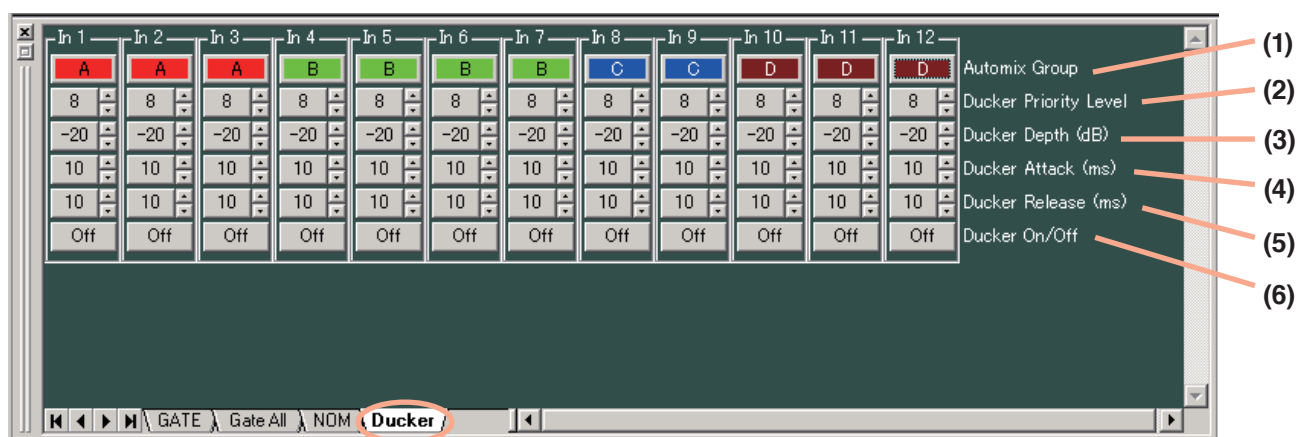 In 1 In 2 In 3 In 4 In 5 In 6 In 7 In 8 In 9 In 10 In 11 In 12
A A A B B B B C C D D D Automix Group (1)
8 8 8 8 8 8 8 8 8 8 8 8 Ducker Priority Level (2)
-20 -20 -20 -20 -20 -20 -20 -20 -20 -20 -20 -20 Ducker Depth (dB) (3)
10 10 10 10 10 10 10 10 10 10 10 10 Ducker Attack (ms) (4)
10 10 10 10 10 10 10 10 10 10 10 10 Ducker Release (ms) (5)
Off Off Off Off Off Off Off Off Off Off Off Off Ducker On/Off (6)
GATE Gate All NOM Ducker